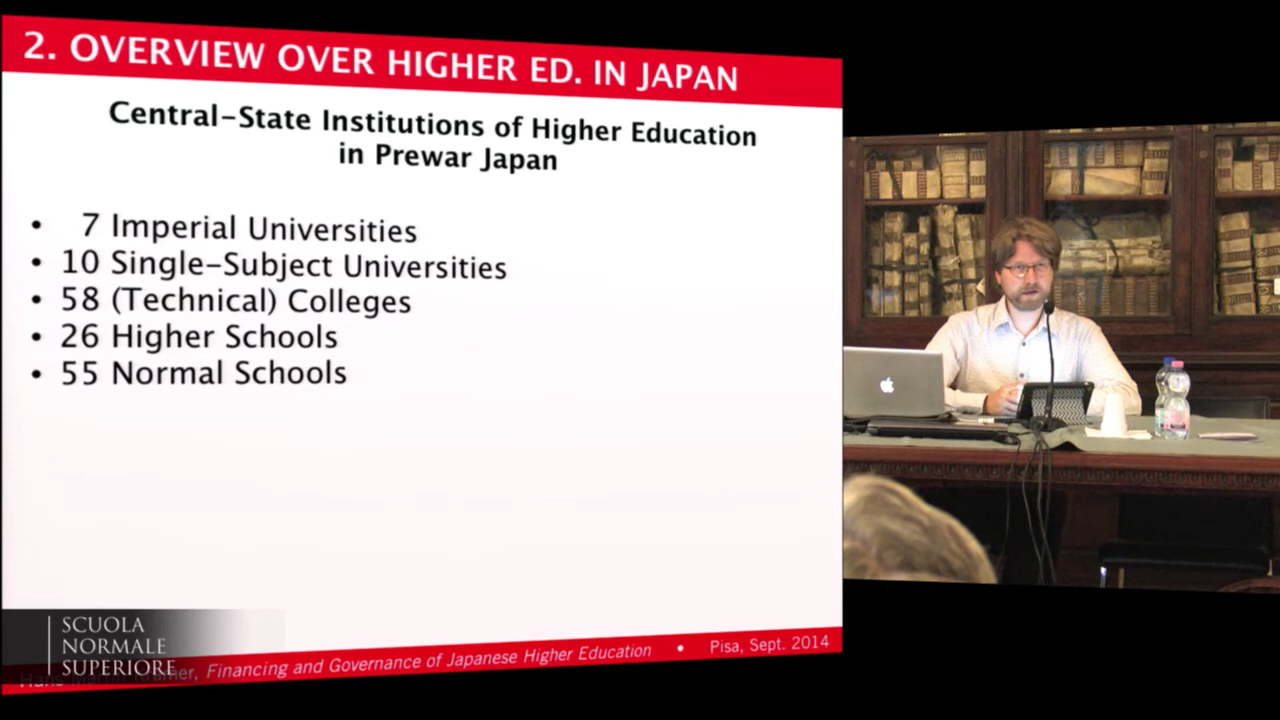 2. OVERVIEW OVER HIGHER ED. IN JAPAN
Central-State Institutions of Higher Education
in Prewar Japan
• 7 Imperial Universities
• 10 Single-Subject Universities
• 58 (Technical) Colleges
• 26 Higher Schools
• 55 Normal Schools
SCUOLA
NORMALE
SUPERIORE
Financing and Governance of Japanese Higher Education • Pisa, Sept. 2014